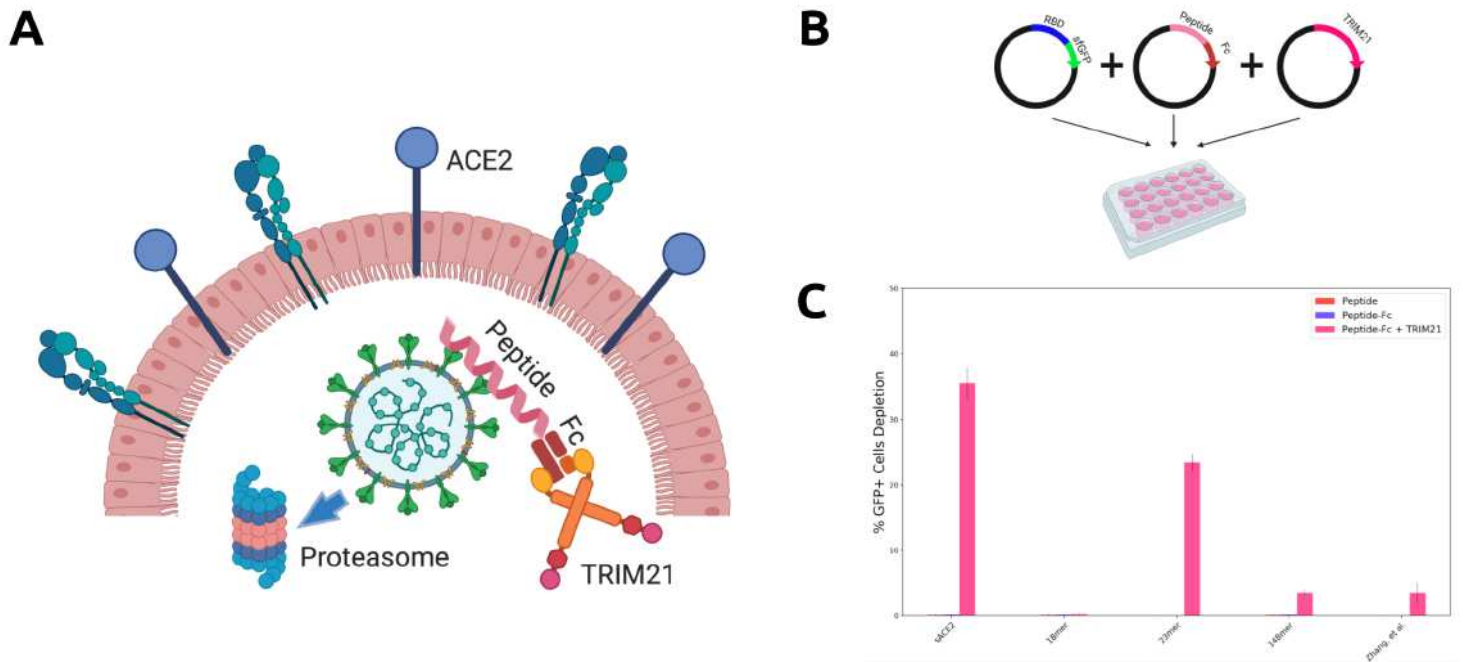 A
ACE2
Peptide
Fc
Proteasome
TRIM21
B
RBD
sfGFP
+
Peptide
Fc
+
TRIM21
C
% GFP+ Cells Depletion
50
40
30
20
10
0
Peptide
Peptide-Fc
Peptide-Fc + TRIM21
sACE2
18mer
23mer
148mer
Zhang, et al.